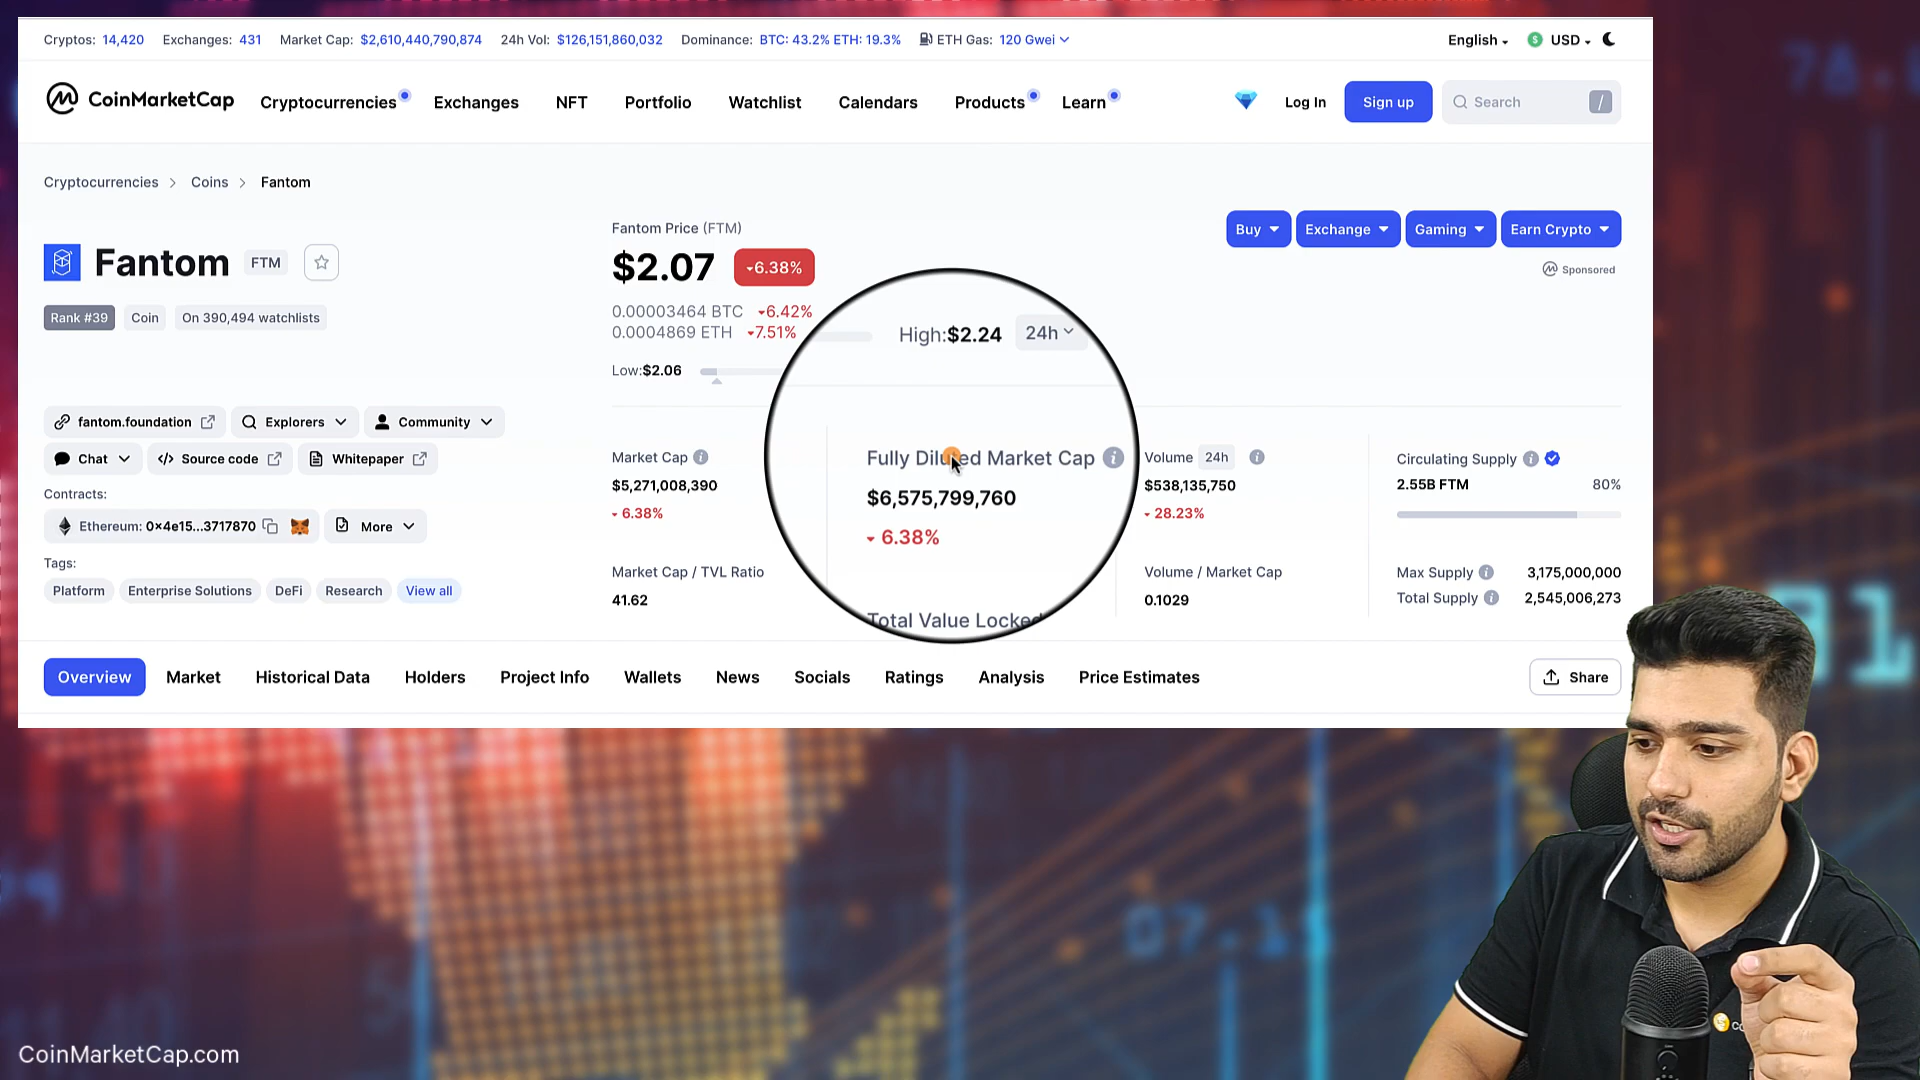 Cryptos: 14,420 Exchanges: 431 Market Cap: $2,610,440,790,874 24h Vol: $126,151,860,032 Dominance: BTC: 43.2% ETH: 19.3% ETH Gas: 120 Gwei English USD
CoinMarketCap Cryptocurrencies Exchanges NFT Portfolio Watchlist Calendars Products Learn Log In Sign up Search /
Cryptocurrencies > Coins > Fantom
Fantom Price (FTM)
Buy Exchange Gaming Earn Crypto
Fantom FTM
$2.07 6.38%
Sponsored
Rank #39 Coin On 390,494 watchlists
0.00003464 BTC 6.42%
0.0004869 ETH 7.51%
High:$2.24 24h
Low:$2.06
fantom.foundation Explorers Community
Chat Source code Whitepaper
Market Cap
$5,271,008,390
6.38%
Fully Diluted Market Cap
$6,575,799,760
6.38%
Volume 24h
$538,135,750
28.23%
Circulating Supply
2.55B FTM 80%
Contracts:
Ethereum: 0x4e15...3717870 More
Tags:
Platform Enterprise Solutions DeFi Research View all
Market Cap / TVL Ratio
41.62
Total Value Locked
Volume / Market Cap
0.1029
Max Supply 3,175,000,000
Total Supply 2,545,006,273
Overview Market Historical Data Holders Project Info Wallets News Socials Ratings Analysis Price Estimates Share
CoinMarketCap.com